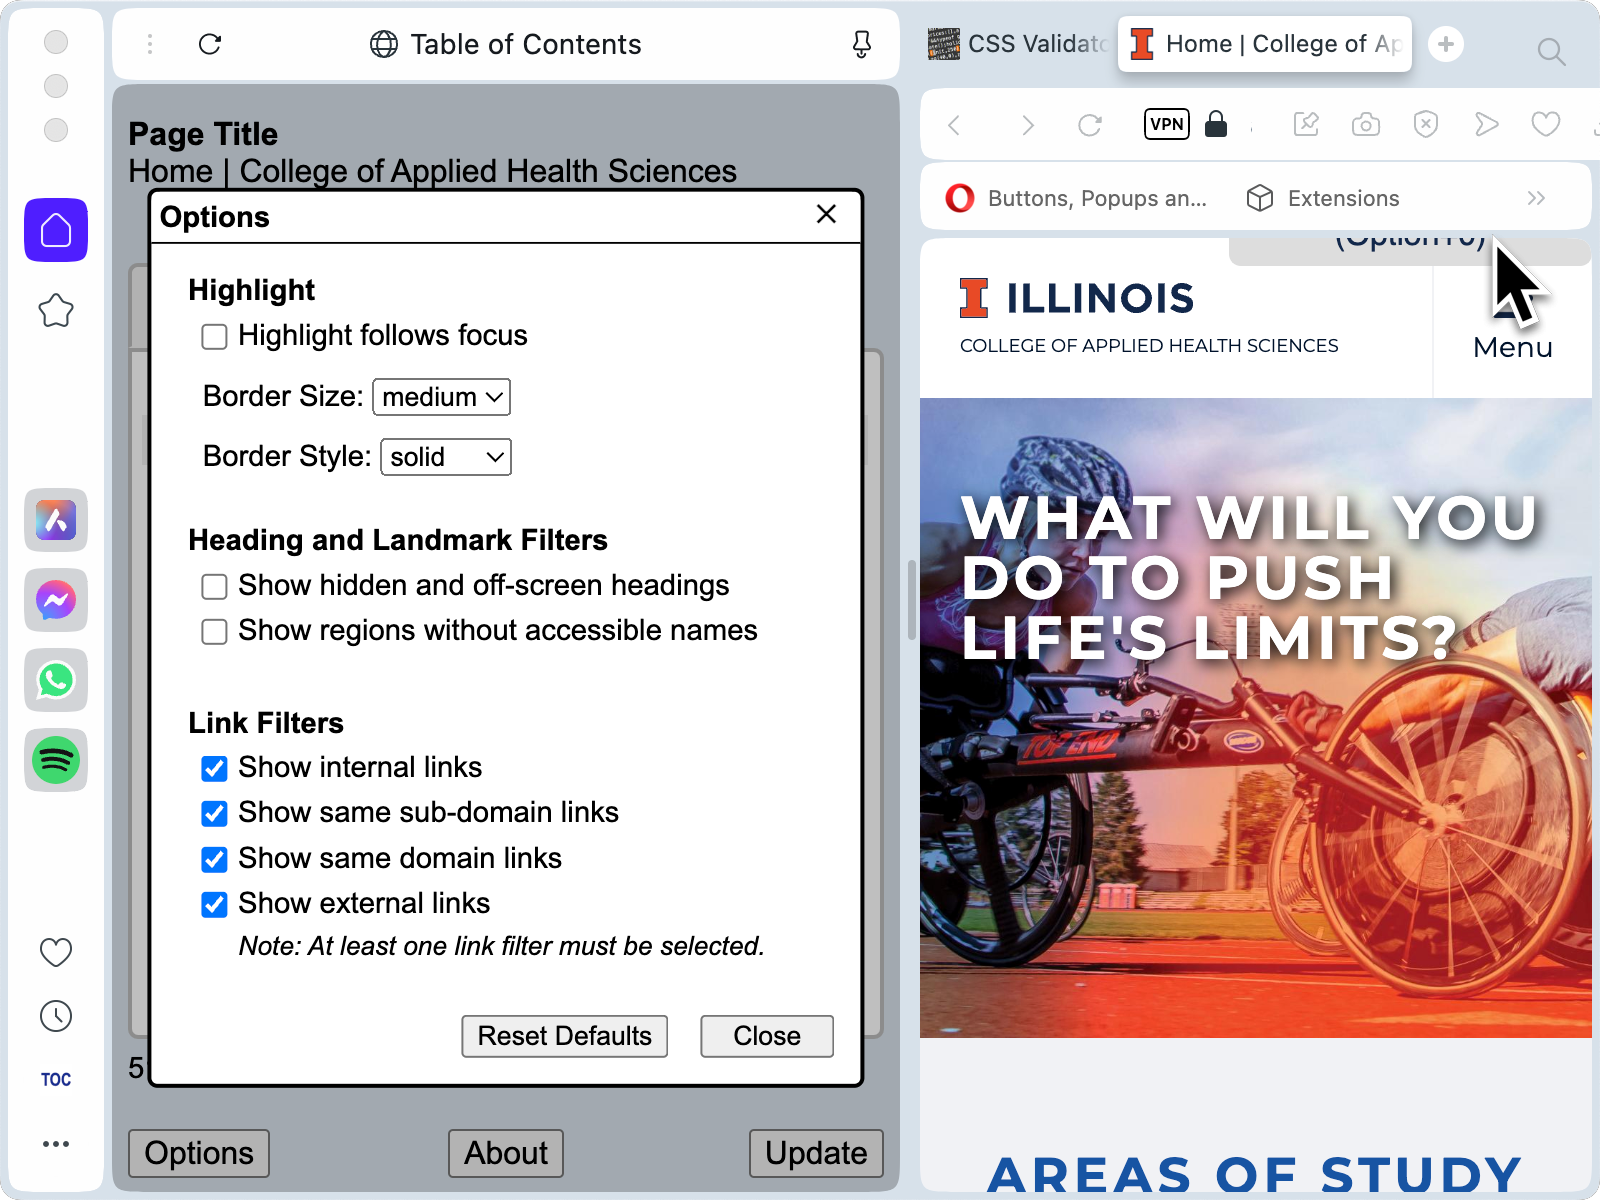 Table of Contents
CSS Validato
Home | College of Ap
VPN
Buttons, Popups an...
Extensions
Page Title
Home | College of Applied Health Sciences
Options
Highlight
Highlight follows focus
Border Size: medium
Border Style: solid
Heading and Landmark Filters
Show hidden and off-screen headings
Show regions without accessible names
Link Filters
Show internal links
Show same sub-domain links
Show same domain links
Show external links
Note: At least one link filter must be selected.
Reset Defaults
Close
5
Options
About
Update
TOC
ILLINOIS
COLLEGE OF APPLIED HEALTH SCIENCES
Menu
WHAT WILL YOU
DO TO PUSH
LIFE'S LIMITS?
TOP END
AREAS OF STUDY